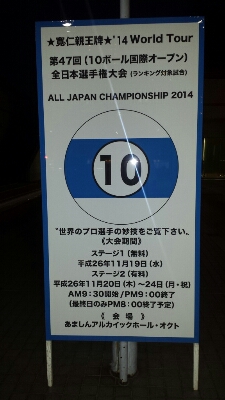 ★嘉仁親王牌★'14 World Tour
第47回(10ボール国際オープン)
全日本選手権大会(ランキング対象試合)
ALL JAPAN CHAMPIONSHIP 2014
10
"世界のプロ選手の妙技をご覧下さい。
《大会期間》
ステージ1(無料)
平成26年11月19日(水)
ステージ2(有料)
平成26年11月20日(木)〜24日(月・祝)
AM9:30開始/PM9:00終了
(最終日のみPM8:00終了予定)
《会場》
あましんアルカイックホール・オクト